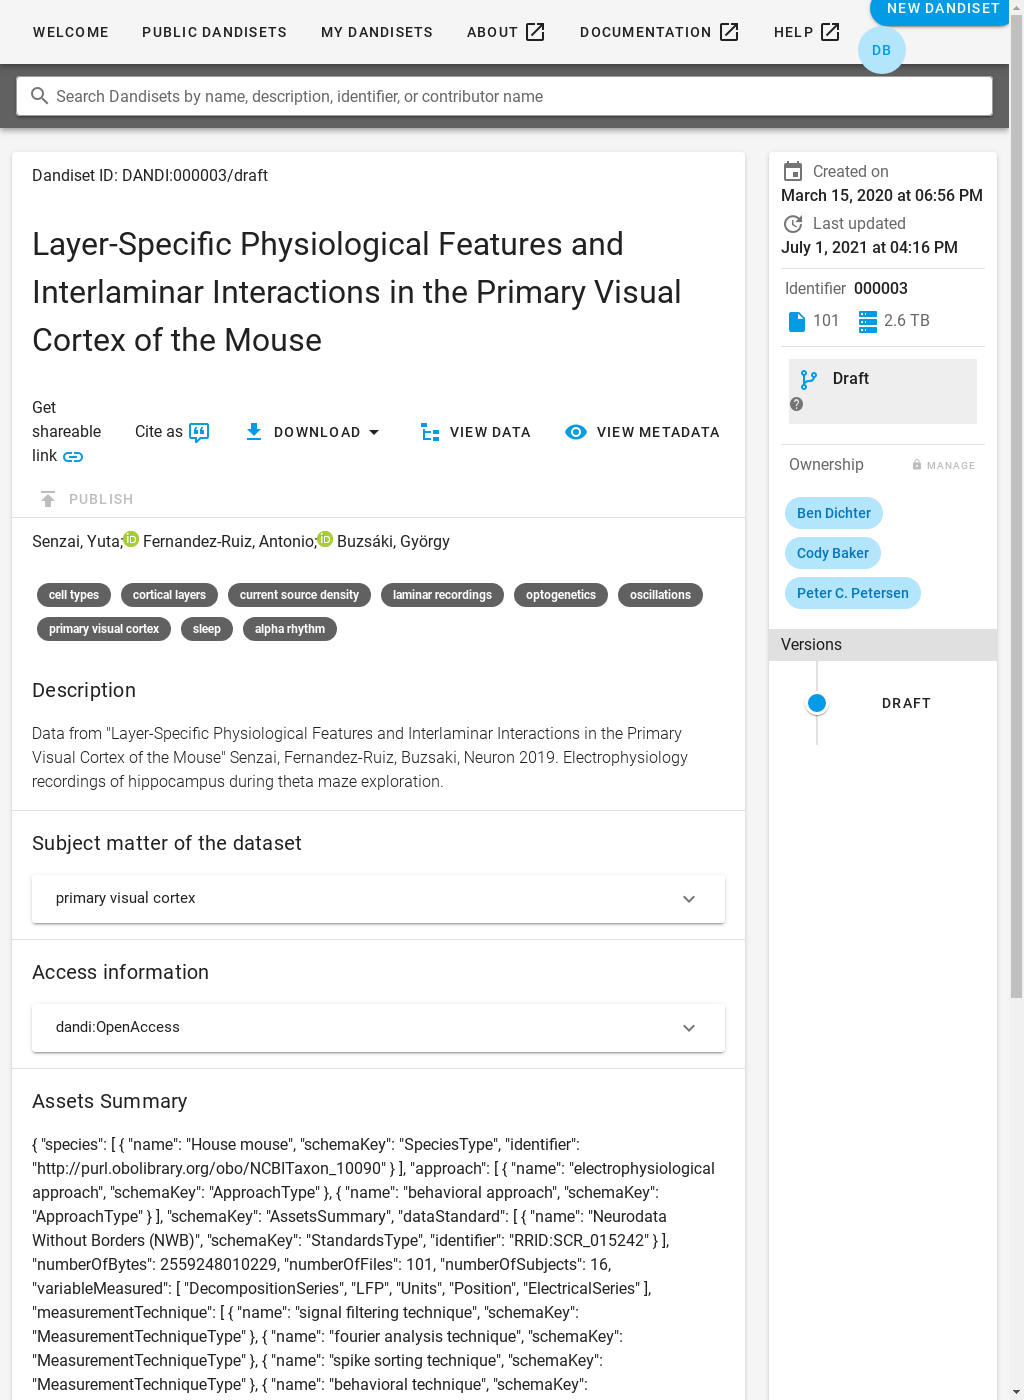 WELCOME PUBLIC DANDISETS MY DANDISETS ABOUT DOCUMENTATION HELP NEW DANDISET
DB
Search Dandisets by name, description, identifier, or contributor name
Dandiset ID: DANDI:000003/draft
Layer-Specific Physiological Features and
Interlaminar Interactions in the Primary Visual
Cortex of the Mouse
Get
shareable
link
Cite as
DOWNLOAD
VIEW DATA
VIEW METADATA
PUBLISH
Senzai, Yuta; Fernandez-Ruiz, Antonio; Buzsáki, György
cell types cortical layers current source density laminar recordings optogenetics oscillations
primary visual cortex sleep alpha rhythm
Description
Data from "Layer-Specific Physiological Features and Interlaminar Interactions in the Primary
Visual Cortex of the Mouse" Senzai, Fernandez-Ruiz, Buzsaki, Neuron 2019. Electrophysiology
recordings of hippocampus during theta maze exploration.
Subject matter of the dataset
primary visual cortex
Access information
dandi:OpenAccess
Assets Summary
{ "species": [ { "name": "House mouse", "schemaKey": "SpeciesType", "identifier":
"http://purl.obolibrary.org/obo/NCBITaxon_10090" } ], "approach": [ { "name": "electrophysiological
approach", "schemaKey": "ApproachType" }, { "name": "behavioral approach", "schemaKey":
"ApproachType" } ], "schemaKey": "AssetsSummary", "dataStandard": [ { "name": "Neurodata
Without Borders (NWB)", "schemaKey": "StandardsType", "identifier": "RRID:SCR_015242" } ],
"numberOfBytes": 2559248010229, "numberOfFiles": 101, "numberOfSubjects": 16,
"variableMeasured": [ "DecompositionSeries", "LFP", "Units", "Position", "ElectricalSeries" ],
"measurementTechnique": [ { "name": "signal filtering technique", "schemaKey":
"MeasurementTechniqueType" }, { "name": "fourier analysis technique", "schemaKey":
"MeasurementTechniqueType" }, { "name": "spike sorting technique", "schemaKey":
"MeasurementTechniqueType" }, { "name": "behavioral technique", "schemaKey":
Created on
March 15, 2020 at 06:56 PM
Last updated
July 1, 2021 at 04:16 PM
Identifier 000003
101 2.6 TB
Draft
Ownership MANAGE
Ben Dichter
Cody Baker
Peter C. Petersen
Versions
DRAFT